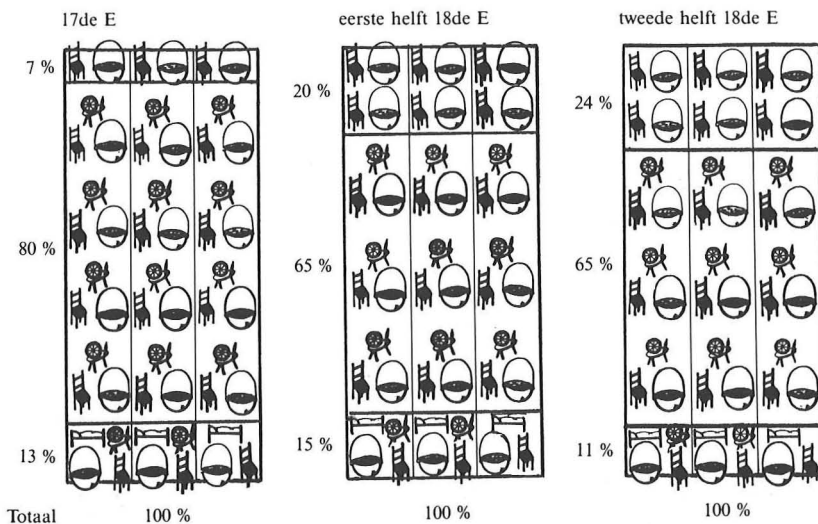 17de E eerste helft 18de E tweede helft 18de E
7 % 20 % 24 %
80 % 65 % 65 %
13 % 15 % 11 %
Totaal 100 % 100 % 100 %